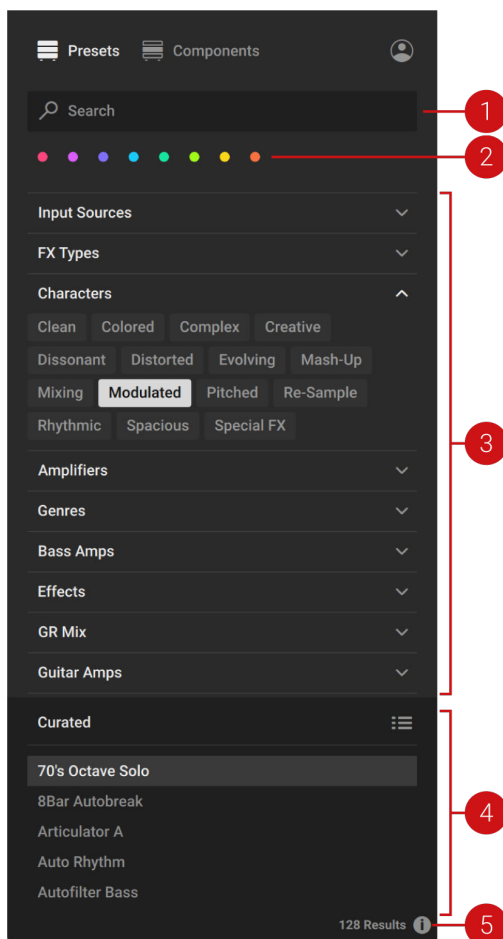 Presets Components
Search 1
2
Input Sources
FX Types
Characters
Clean Colored Complex Creative
Dissonant Distorted Evolving Mash-Up
Mixing Modulated Pitched Re-Sample
Rhythmic Spacious Special FX
3
Amplifiers
Genres
Bass Amps
Effects
GR Mix
Guitar Amps
Curated
70's Octave Solo
8Bar Autobreak
4
Articulator A
Auto Rhythm
Autofilter Bass
128 Results i 5